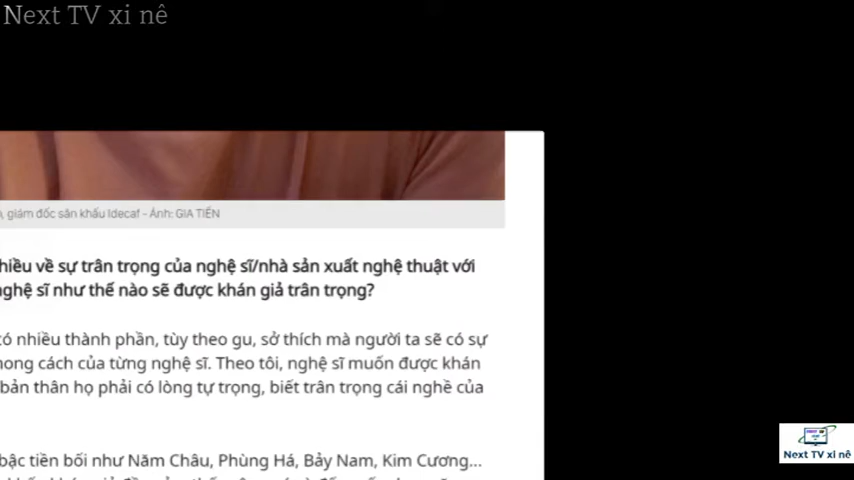 Next TV xi nê
, giám đốc sân khấu Idecaf - Ảnh: GIA TIẾN
hiều về sự trân trọng của nghệ sĩ/nhà sản xuất nghệ thuật với
nghệ sĩ như thế nào sẽ được khán giả trân trọng?
có nhiều thành phần, tùy theo gu, sở thích mà người ta sẽ có sự
hong cách của từng nghệ sĩ. Theo tôi, nghệ sĩ muốn được khán
bản thân họ phải có lòng tự trọng, biết trân trọng cái nghề của
bậc tiền bối như Năm Châu, Phùng Há, Bảy Nam, Kim Cương...
Next TV xi nê